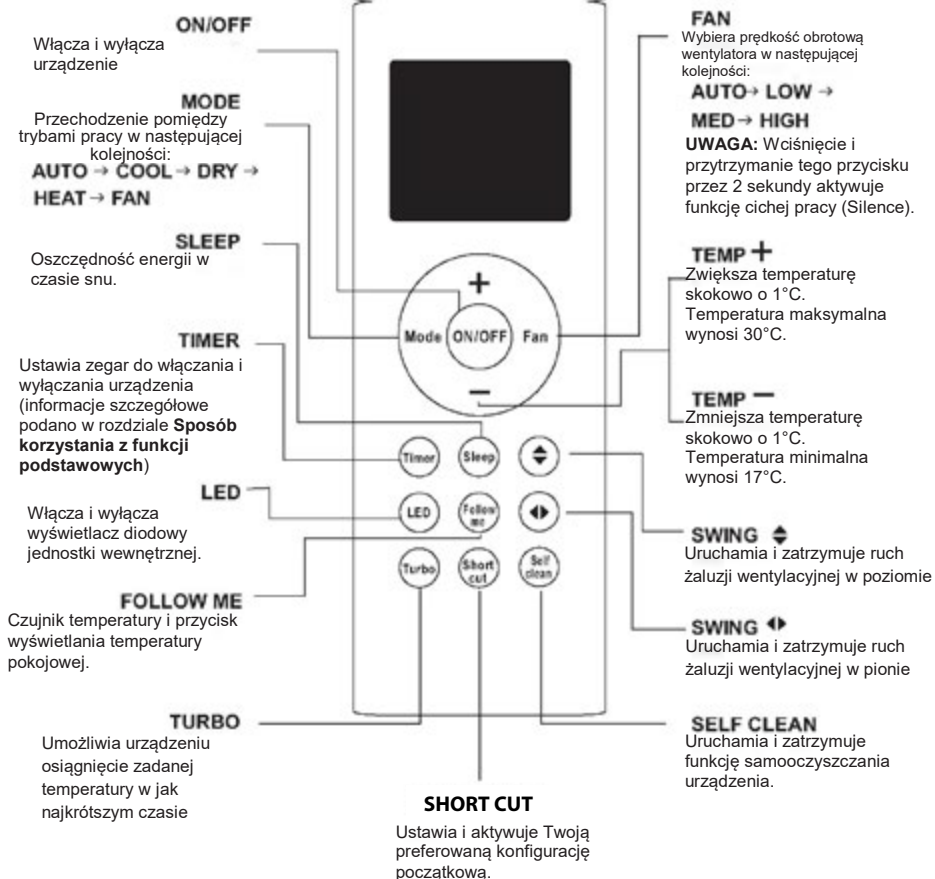 ON/OFF
Włącza i wyłącza
urządzenie
MODE
Przechodzenie pomiędzy
trybami pracy w następującej
kolejności:
AUTO → COOL → DRY →
HEAT → FAN
SLEEP
Oszczędność energii w
czasie snu.
TIMER
Ustawia zegar do włączania i
wyłączania urządzenia
(informacje szczegółowe
podano w rozdziale Sposób
korzystania z funkcji
podstawowych)
LED
Włącza i wyłącza
wyświetlacz diodowy
jednostki wewnętrznej.
FOLLOW ME
Czujnik temperatury i przycisk
wyświetlania temperatury
pokojowej.
TURBO
Umożliwia urządzeniu
osiągnięcie zadanej
temperatury w jak
najkrótszym czasie
+
Mode ON/OFF Fan
−
Timer Sleep
LED Follow
me
Turbo Short
cut Self
clean
SHORT CUT
Ustawia i aktywuje Twoją
preferowaną konfigurację
początkową.
FAN
Wybiera prędkość obrotową
wentylatora w następującej
kolejności:
AUTO→ LOW →
MED→ HIGH
UWAGA: Wciśnięcie i
przytrzymanie tego przycisku
przez 2 sekundy aktywuje
funkcję cichej pracy (Silence).
TEMP +
Zwiększa temperaturę
skokowo o 1°C.
Temperatura maksymalna
wynosi 30°C.
TEMP −
Zmniejsza temperaturę
skokowo o 1°C.
Temperatura minimalna
wynosi 17°C.
SWING
Uruchamia i zatrzymuje ruch
żaluzji wentylacyjnej w poziomie
SWING
Uruchamia i zatrzymuje ruch
żaluzji wentylacyjnej w pionie
SELF CLEAN
Uruchamia i zatrzymuje
funkcję samooczyszczania
urządzenia.